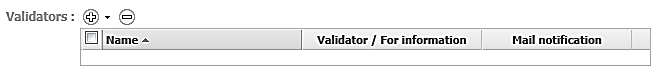 Validators :
Name Validator / For information Mail notification